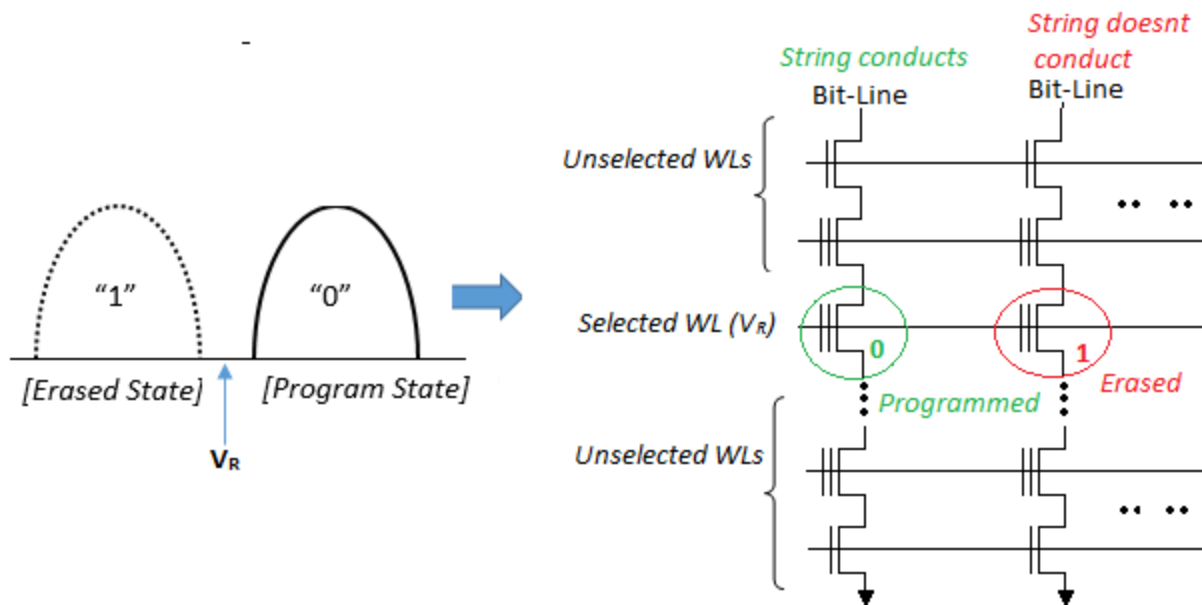 String conducts
Bit-Line
String doesnt
conduct
Bit-Line
Unselected WLs
“1”
“0”
[Erased State]
[Program State]
VR
Selected WL (VR)
0
1
Programmed
Erased
Unselected WLs